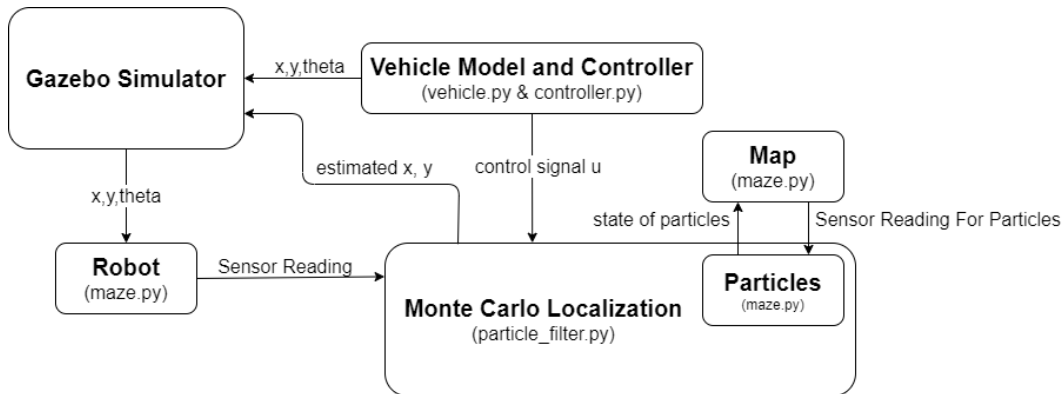 Gazebo Simulator
x,y,theta
Vehicle Model and Controller
(vehicle.py & controller.py)
estimated x, y
control signal u
Map
(maze.py)
x,y,theta
state of particles
Sensor Reading For Particles
Robot
(maze.py)
Sensor Reading
Monte Carlo Localization
(particle_filter.py)
Particles
(maze.py)